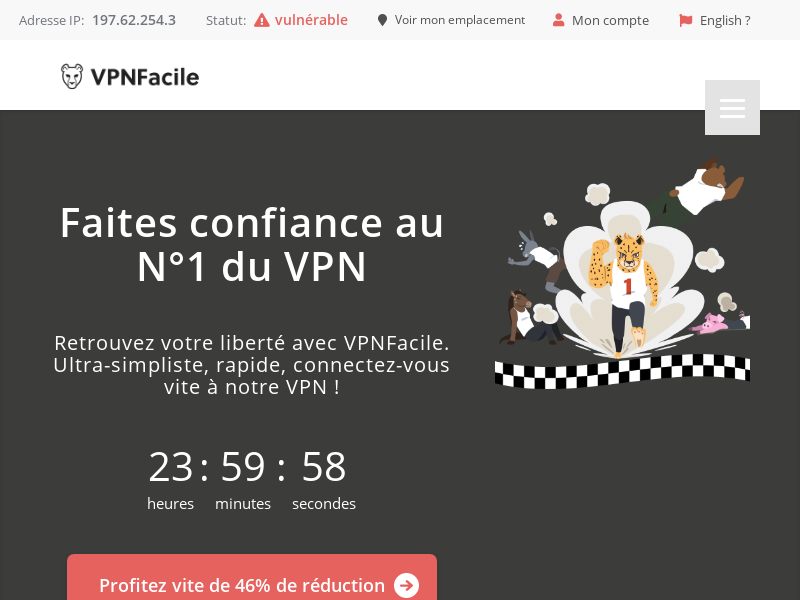 Adresse IP: 197.62.254.3 Statut: vulnérable Voir mon emplacement Mon compte English ?
VPNFacile
Faites confiance au
N°1 du VPN
1
Retrouvez votre liberté avec VPNFacile.
Ultra-simpliste, rapide, connectez-vous
vite à notre VPN !
23 : 59 : 58
heures minutes secondes
Profitez vite de 46% de réduction